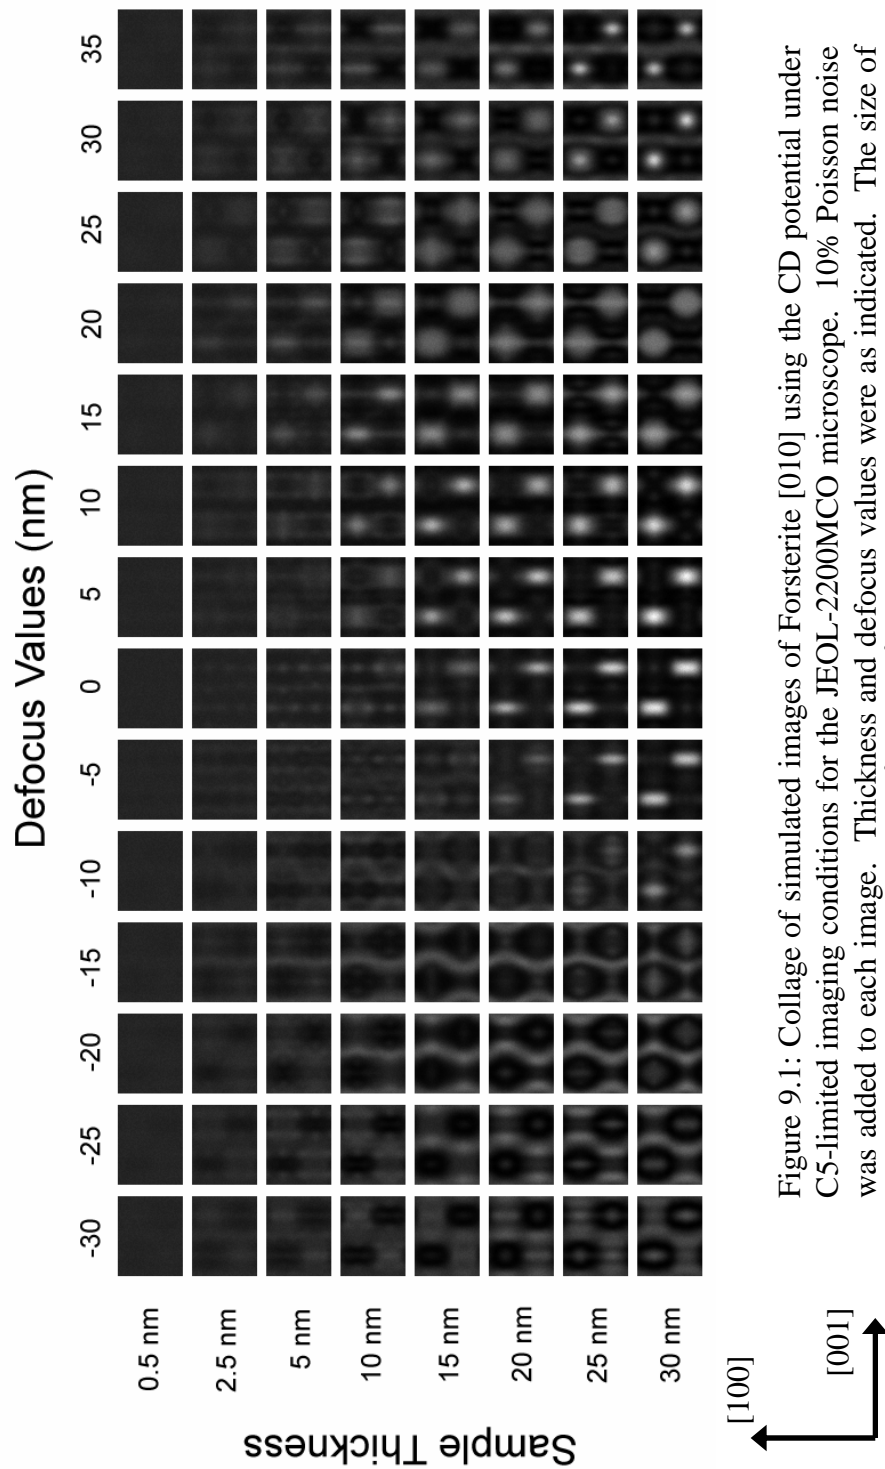 Defocus Values (nm)
-30 -25 -20 -15 -10 -5 0 5 10 15 20 25 30 35
Sample Thickness
0.5 nm
2.5 nm
5 nm
10 nm
15 nm
20 nm
25 nm
30 nm
[100]
[001]
Figure 9.1: Collage of simulated images of Forsterite [010] using the CD potential under
C5-limited imaging conditions for the JEOL-2200MCO microscope. 10% Poisson noise
was added to each image. Thickness and defocus values were as indicated. The size of